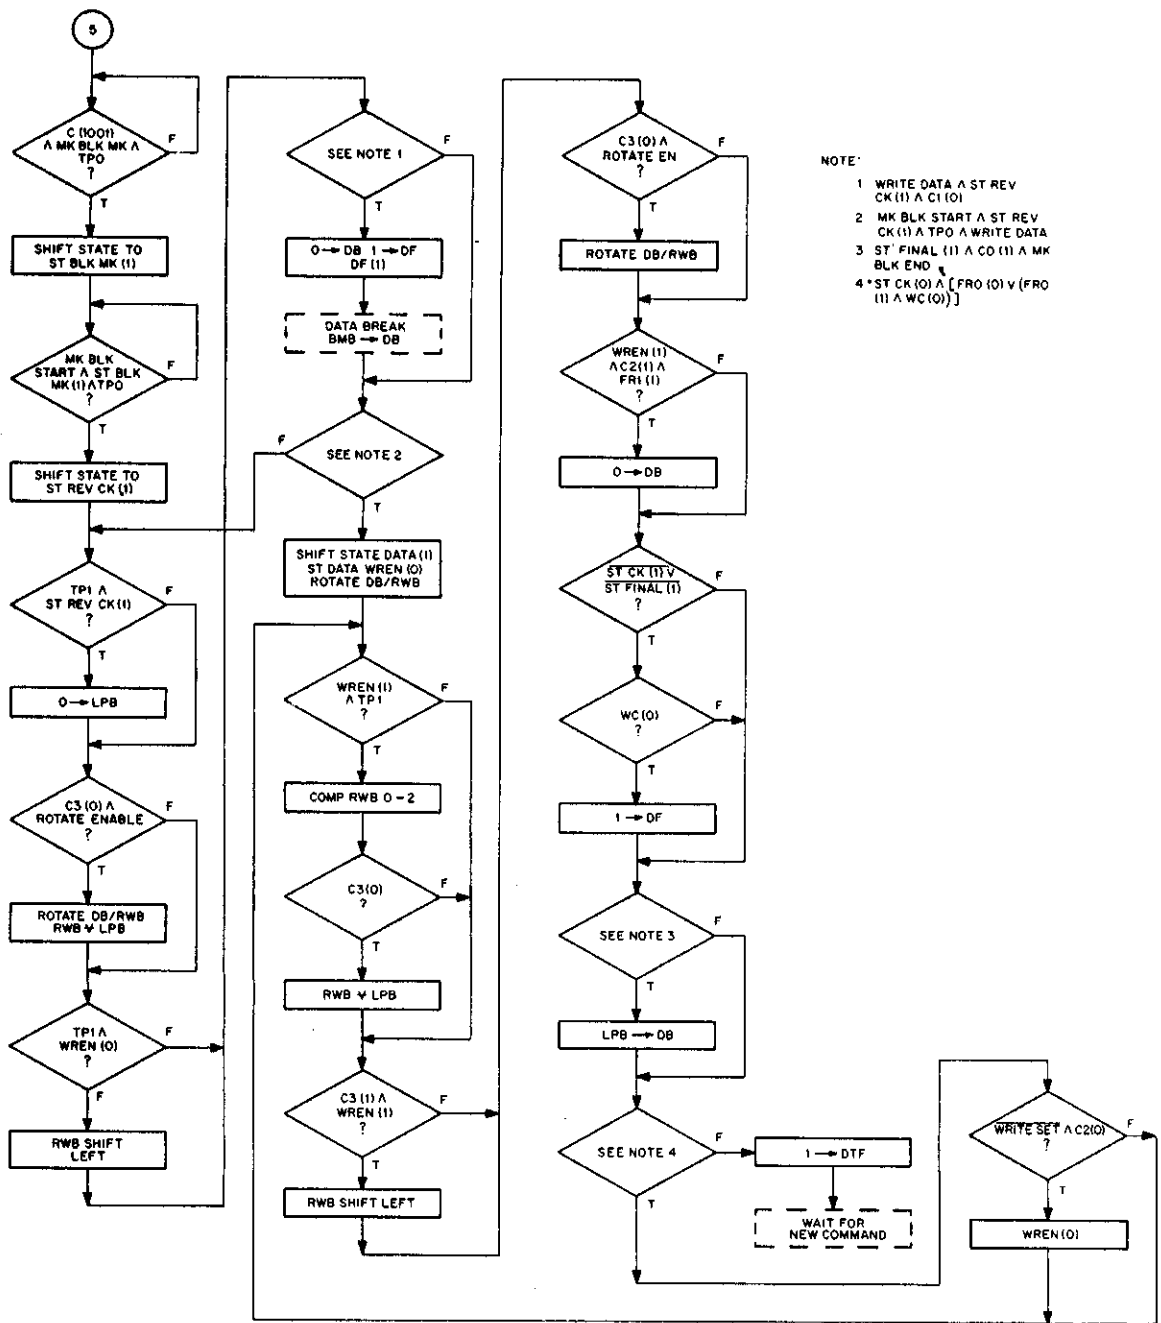 5
C (1001)
Λ MK BLK MK Λ
TPO
?
F
T
SHIFT STATE TO
ST BLK MK (1)
MK BLK
START Λ ST BLK
MK (1) Λ TPO
?
F
T
SHIFT STATE TO
ST REV CK (1)
TP1 Λ
ST REV CK (1)
?
F
T
0 → LPB
C3 (0) Λ
ROTATE ENABLE
?
F
T
ROTATE DB/RWB
RWB ⩝ LPB
TP1 Λ
WREN (0)
?
F
F
RWB SHIFT
LEFT
SEE NOTE 1
F
T
0 → DB 1 → DF
DF (1)
DATA BREAK
BMB → DB
SEE NOTE 2
F
T
SHIFT STATE DATA (1)
ST DATA WREN (0)
ROTATE DB/RWB
WREN (1)
Λ TP1
?
F
T
COMP RWB 0 – 2
C3(0)
?
F
T
RWB ⩝ LPB
C3 (1) Λ
WREN (1)
?
F
T
RWB SHIFT LEFT
C3 (0) Λ
ROTATE EN
?
F
T
ROTATE DB/RWB
WREN (1)
Λ C2 (1) Λ
FR1 (1)
?
F
T
0 → DB
ST CK (1) V
ST FINAL (1)
?
F
T
WC (0)
?
F
T
1 → DF
SEE NOTE 3
F
T
LPB → DB
SEE NOTE 4
F
T
1 → DTF
WAIT FOR
NEW COMMAND
WRITE SET Λ C2(0)
?
F
T
WREN (0)
NOTE:
1 WRITE DATA Λ ST REV
CK (1) Λ C1 (0)
2 MK BLK START Λ ST REV
CK (1) Λ TPO Λ WRITE DATA
3 ST FINAL (1) Λ CO (1) Λ MK
BLK END
4 * ST CK (0) Λ [FRO (0) V (FRO
(1) Λ WC (0))]